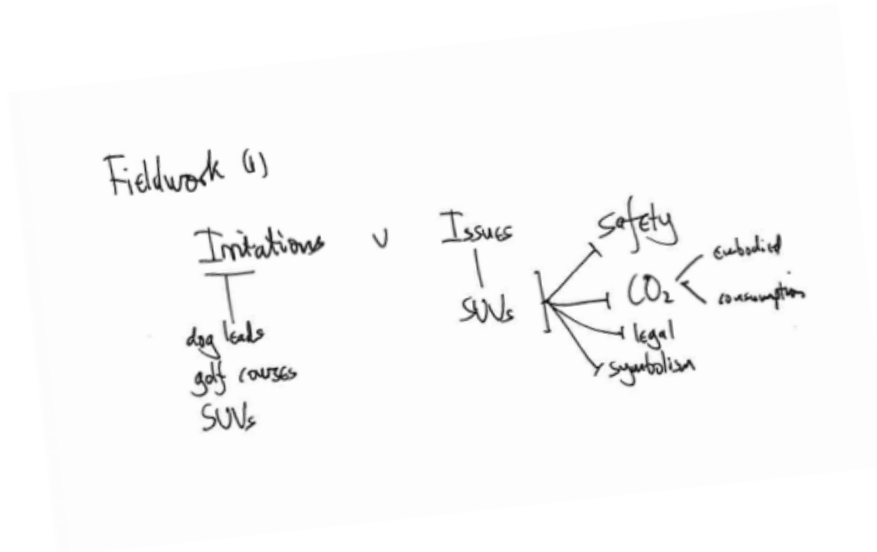 Fieldwork (1)
Irritations v Issues
dog leads
golf courses
SUVs
SUVs
Safety
CO2
embodied
consumption
legal
symbolism